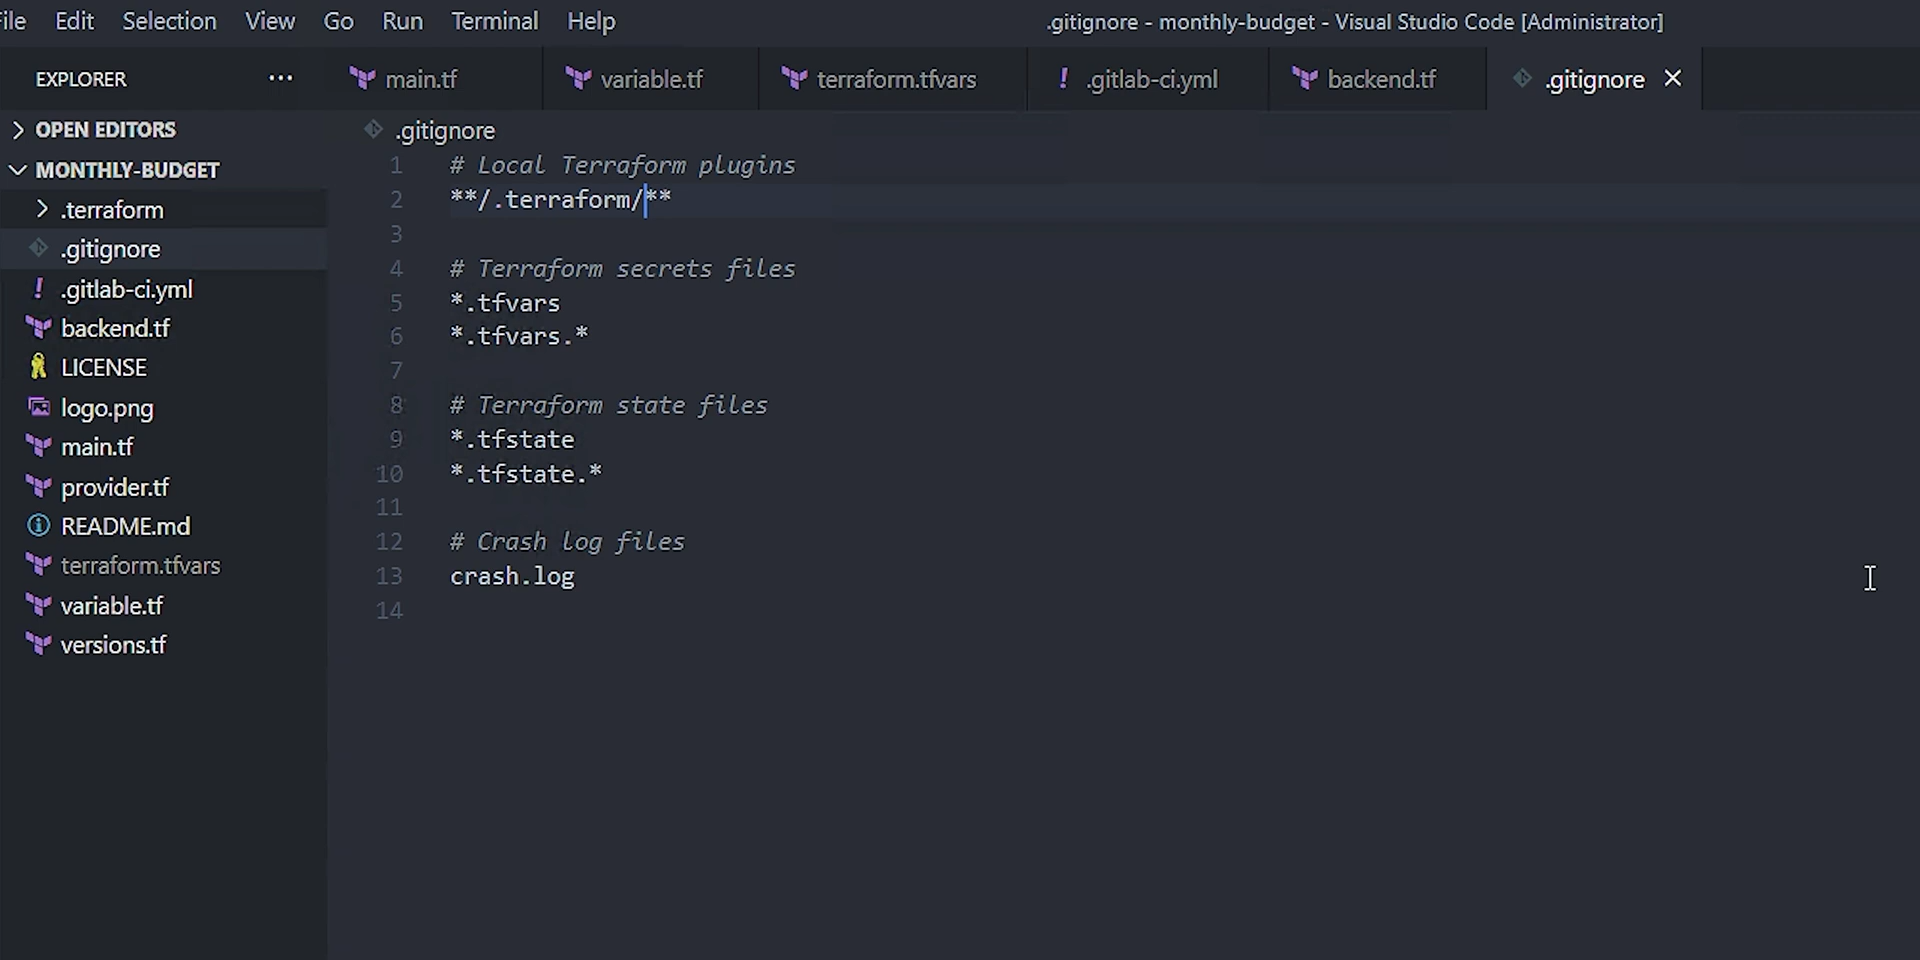 File Edit Selection View Go Run Terminal Help .gitignore - monthly-budget - Visual Studio Code [Administrator]
EXPLORER ··· main.tf variable.tf terraform.tfvars ! .gitlab-ci.yml backend.tf .gitignore ×
OPEN EDITORS
MONTHLY-BUDGET
.terraform
.gitignore
! .gitlab-ci.yml
backend.tf
LICENSE
logo.png
main.tf
provider.tf
README.md
terraform.tfvars
variable.tf
versions.tf
.gitignore
1 # Local Terraform plugins
2 **/.terraform/**
3
4 # Terraform secrets files
5 *.tfvars
6 *.tfvars.*
7
8 # Terraform state files
9 *.tfstate
10 *.tfstate.*
11
12 # Crash log files
13 crash.log
14